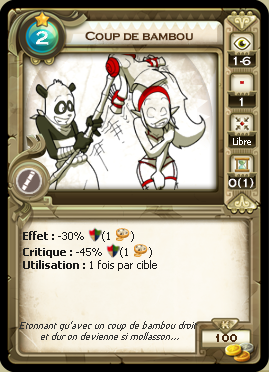 2
COUP DE BAMBOU
1-6
1
Libre
0(1)
Effet : -30% (1 )
Critique : -45% (1 )
Utilisation : 1 fois par cible
Etonnant qu'avec un coup de bambou droit
et dur on devienne si mollasson...
K
100